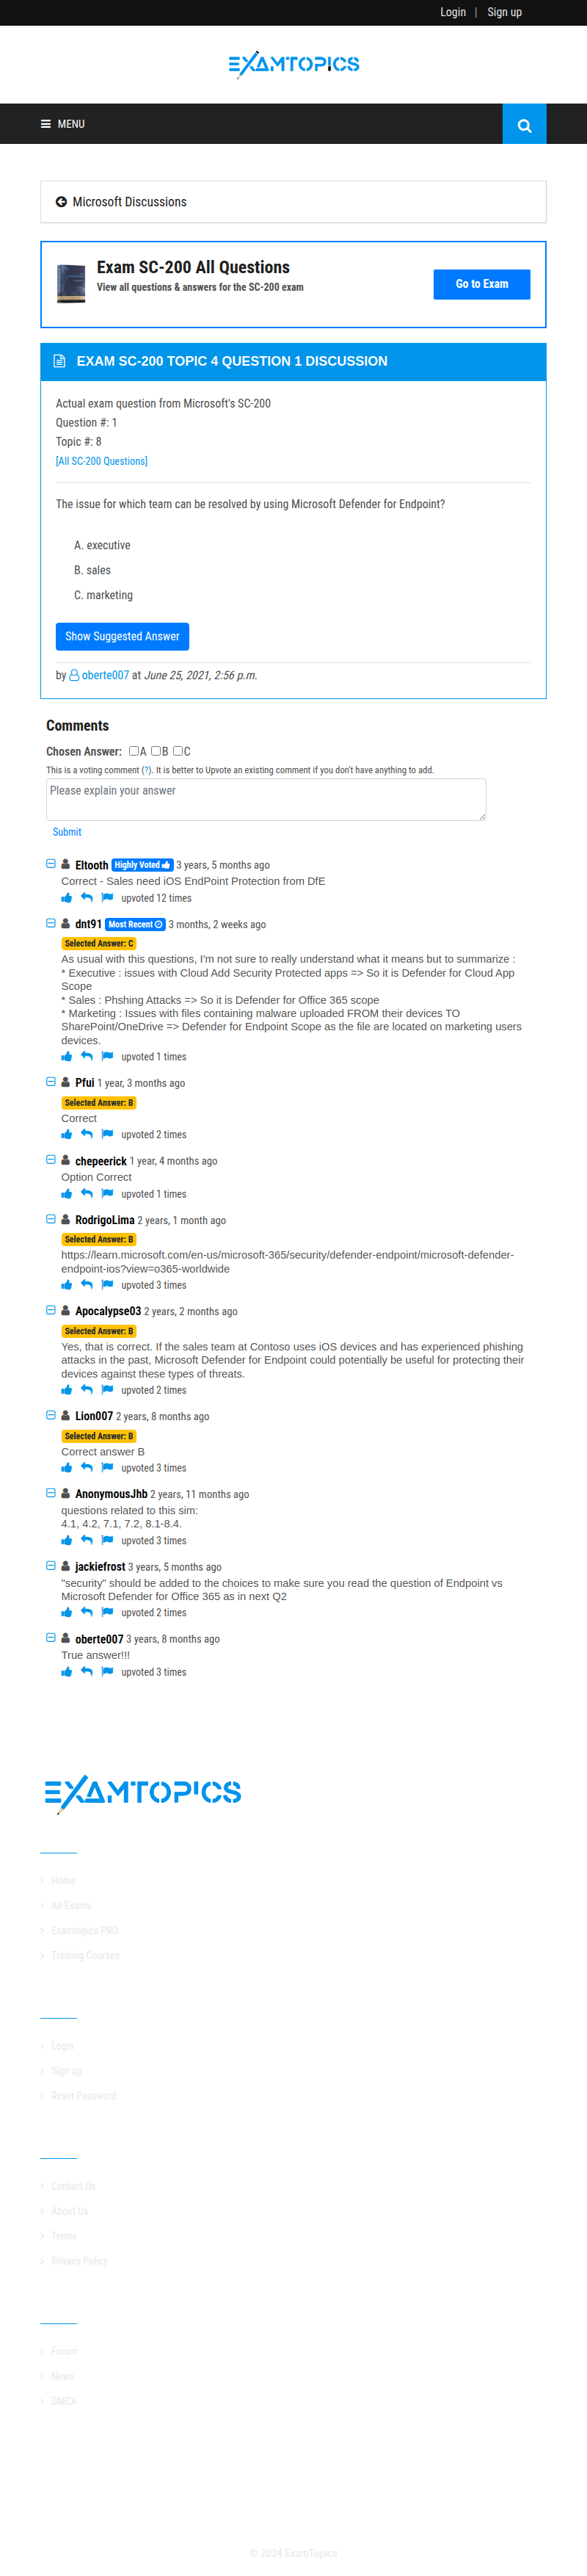 Login | Sign up
EXAMTOPICS
MENU
Microsoft Discussions
Exam SC-200 All Questions
View all questions & answers for the SC-200 exam
Go to Exam
EXAM SC-200 TOPIC 4 QUESTION 1 DISCUSSION
Actual exam question from Microsoft's SC-200
Question #: 1
Topic #: 8
[All SC-200 Questions]
The issue for which team can be resolved by using Microsoft Defender for Endpoint?
A. executive
B. sales
C. marketing
Show Suggested Answer
by oberte007 at June 25, 2021, 2:56 p.m.
Comments
Chosen Answer: A B C
This is a voting comment (?). It is better to Upvote an existing comment if you don't have anything to add.
Please explain your answer
Submit
Eltooth Highly Voted 3 years, 5 months ago
Correct - Sales need iOS EndPoint Protection from DfE
upvoted 12 times
dnt91 Most Recent 3 months, 2 weeks ago
Selected Answer: C
As usual with this questions, I'm not sure to really understand what it means but to summarize :
* Executive : issues with Cloud Add Security Protected apps => So it is Defender for Cloud App
Scope
* Sales : Phshing Attacks => So it is Defender for Office 365 scope
* Marketing : Issues with files containing malware uploaded FROM their devices TO
SharePoint/OneDrive => Defender for Endpoint Scope as the file are located on marketing users
devices.
upvoted 1 times
Pfui 1 year, 3 months ago
Selected Answer: B
Correct
upvoted 2 times
chepeerick 1 year, 4 months ago
Option Correct
upvoted 1 times
RodrigoLima 2 years, 1 month ago
Selected Answer: B
https://learn.microsoft.com/en-us/microsoft-365/security/defender-endpoint/microsoft-defender-
endpoint-ios?view=o365-worldwide
upvoted 3 times
Apocalypse03 2 years, 2 months ago
Selected Answer: B
Yes, that is correct. If the sales team at Contoso uses iOS devices and has experienced phishing
attacks in the past, Microsoft Defender for Endpoint could potentially be useful for protecting their
devices against these types of threats.
upvoted 2 times
Lion007 2 years, 8 months ago
Selected Answer: B
Correct answer B
upvoted 3 times
AnonymousJhb 2 years, 11 months ago
questions related to this sim:
4.1, 4.2, 7.1, 7.2, 8.1-8.4.
upvoted 3 times
jackiefrost 3 years, 5 months ago
"security" should be added to the choices to make sure you read the question of Endpoint vs
Microsoft Defender for Office 365 as in next Q2
upvoted 2 times
oberte007 3 years, 8 months ago
True answer!!!
upvoted 3 times
EXAMTOPICS
Home
All Exams
Examtopics PRO
Training Courses
Login
Sign up
Reset Password
Contact Us
About Us
Terms
Privacy Policy
Forum
News
DMCA
© 2024 ExamTopics